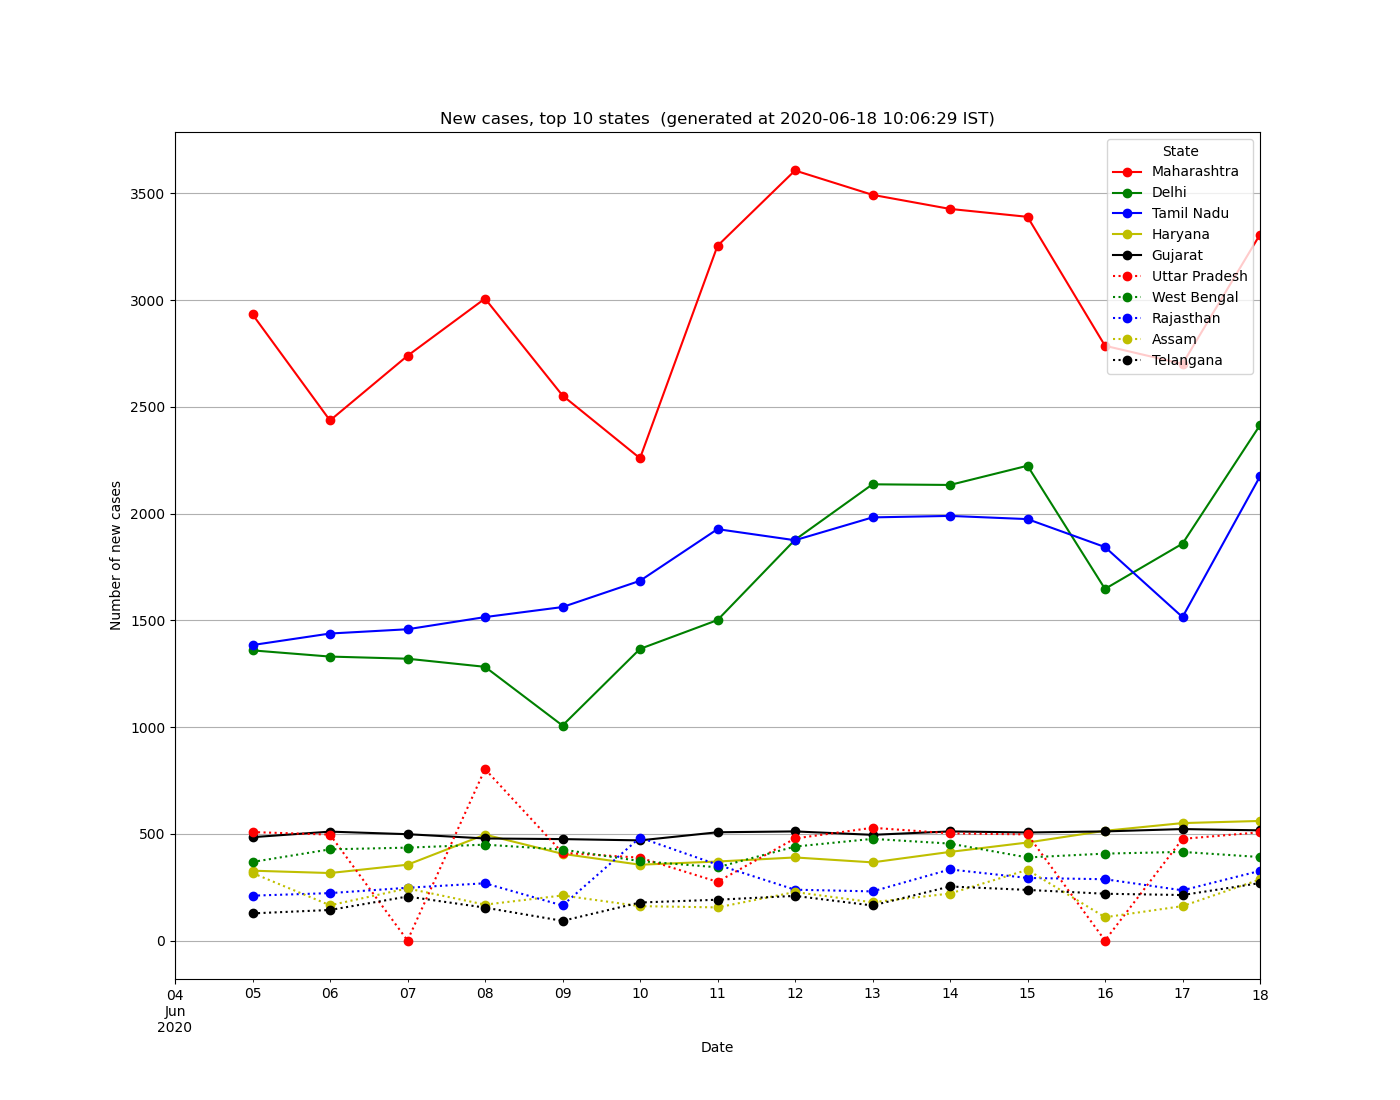 New cases, top 10 states  (generated at 2020-06-18 10:06:29 IST)
State
Maharashtra
Delhi
Tamil Nadu
Haryana
Gujarat
Uttar Pradesh
West Bengal
Rajasthan
Assam
Telangana
Number of new cases
3500
3000
2500
2000
1500
1000
500
0
04
Jun
2020
05
06
07
08
09
10
11
12
13
14
15
16
17
18
Date